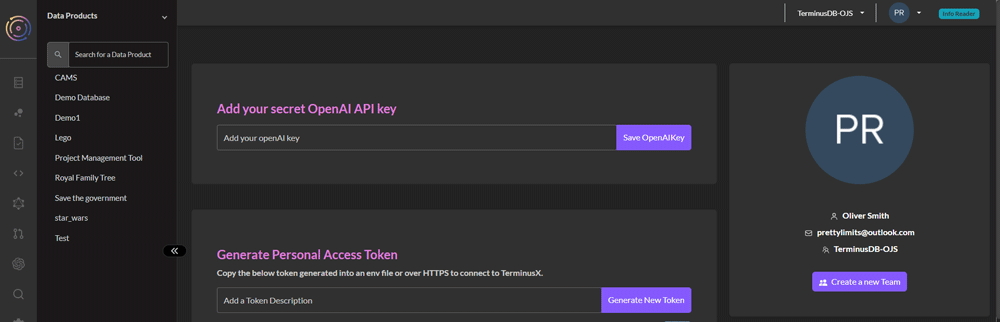 Data Products
TerminusDB-OJS
PR
Info Reader
Search for a Data Product
CAMS
Demo Database
Demo1
Lego
Project Management Tool
Royal Family Tree
Save the government
star_wars
Test
Add your secret OpenAI API key
Add your openAI key
Save OpenAIKey
Generate Personal Access Token
Copy the below token generated into an env file or over HTTPS to connect to TerminusX.
Add a Token Description
Generate New Token
PR
Oliver Smith
prettylimits@outlook.com
TerminusDB-OJS
Create a new Team